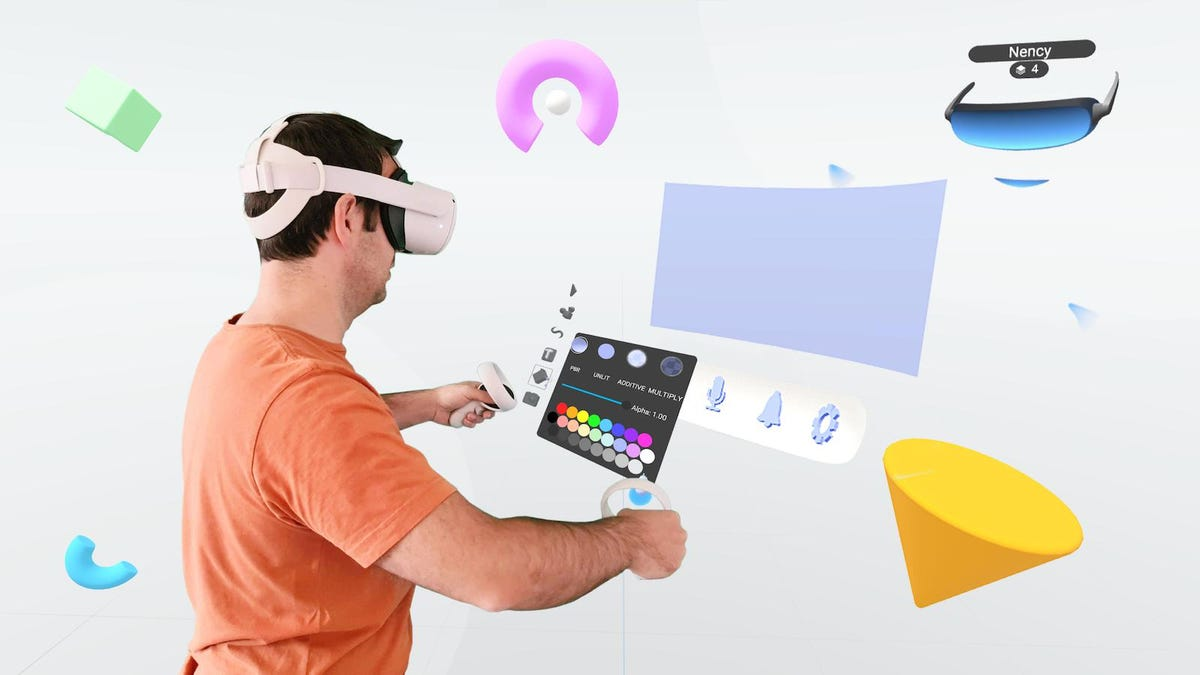 Nency
4
T
PBR
UNLIT
ADDITIVE
MULTIPLY
Alpha: 1.00